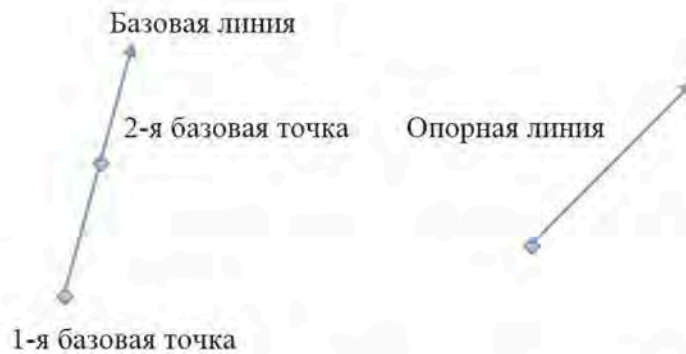 Базовая линия
2-я базовая точка
Опорная линия
1-я базовая точка